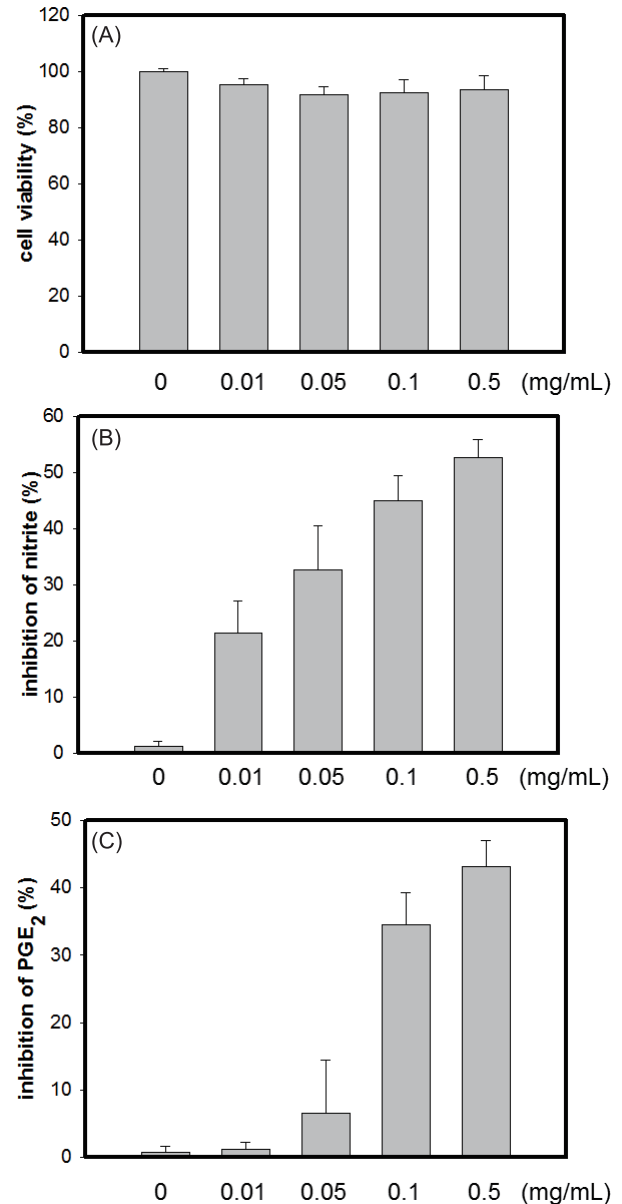 (A)
cell viability (%)
120
100
80
60
40
20
0
0 0.01 0.05 0.1 0.5 (mg/mL)
(B)
inhibition of nitrite (%)
60
50
40
30
20
10
0
0 0.01 0.05 0.1 0.5 (mg/mL)
(C)
inhibition of PGE2 (%)
50
40
30
20
10
0
0 0.01 0.05 0.1 0.5 (mg/mL)